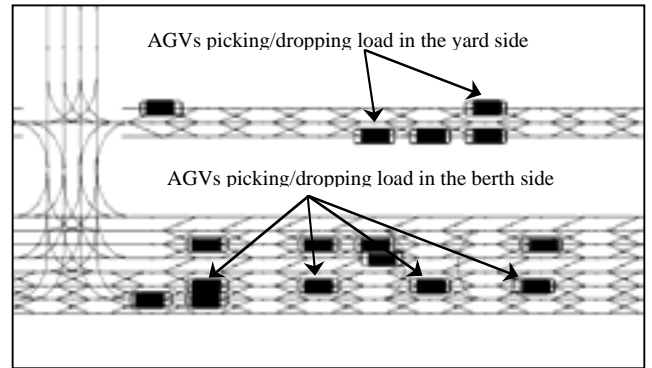 AGVs picking/dropping load in the yard side
AGVs picking/dropping load in the berth side